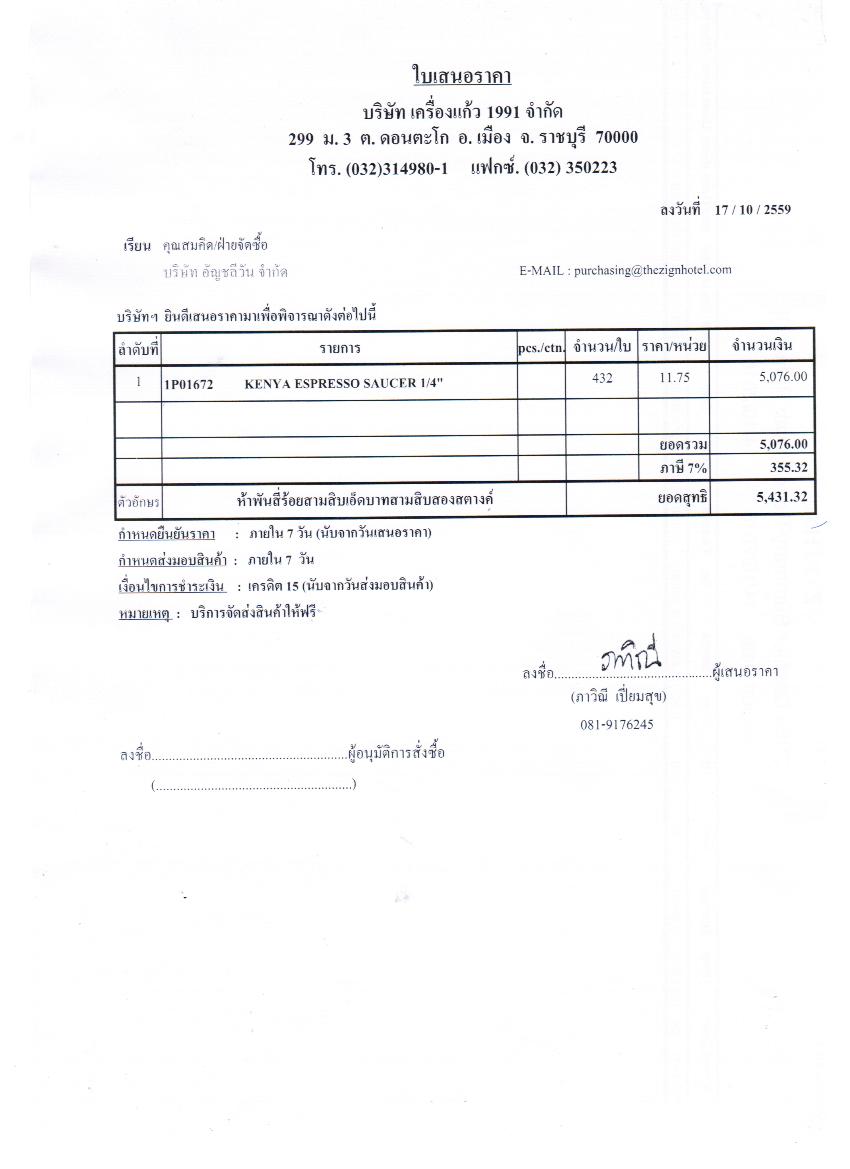 ใบเสนอราคา
บริษัท เครื่องแก้ว 1991 จำกัด
299 ม. 3 ต. ดอนตะโก อ. เมือง จ. ราชบุรี 70000
โทร. (032)314980-1 แฟกซ์. (032) 350223
ลงวันที่ 17 / 10 / 2559
เรียน คุณสมคิด/ฝ่ายจัดซื้อ
บริษัท อัญชลีวัน จำกัด E-MAIL : purchasing@thezignhotel.com
บริษัทฯ ยินดีเสนอราคามาเพื่อพิจารณาดังต่อไปนี้
ลำดับที่ รายการ pcs./ctn. จำนวน/ใบ ราคา/หน่วย จำนวนเงิน
1 1P01672 KENYA ESPRESSO SAUCER 1/4" 432 11.75 5,076.00
ยอดรวม 5,076.00
ภาษี 7% 355.32
ตัวอักษร ห้าพันสี่ร้อยสามสิบเอ็ดบาทสามสิบสองสตางค์ ยอดสุทธิ 5,431.32
กำหนดยืนยันราคา : ภายใน 7 วัน (นับจากวันเสนอราคา)
กำหนดส่งมอบสินค้า : ภายใน 7 วัน
เงื่อนไขการชำระเงิน : เครดิต 15 (นับจากวันส่งมอบสินค้า)
หมายเหตุ : บริการจัดส่งสินค้าให้ฟรี
ลงชื่อ..............ภาวิณี..............ผู้เสนอราคา
(ภาวิณี เปี่ยมสุข)
081-9176245
ลงชื่อ.........................................................ผู้อนุมัติการสั่งซื้อ
(.........................................................)